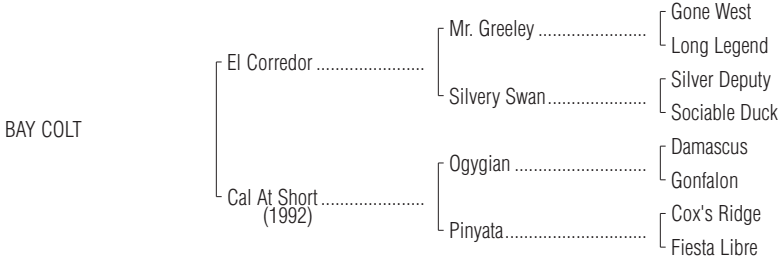 Gone West
Mr. Greeley ........................
Long Legend
El Corredor ........................
Silver Deputy
Silvery Swan......................
Sociable Duck
BAY COLT
Damascus
Ogygian .............................
Gonfalon
Cal At Short.......................
(1992)
Cox's Ridge
Pinyata...............................
Fiesta Libre